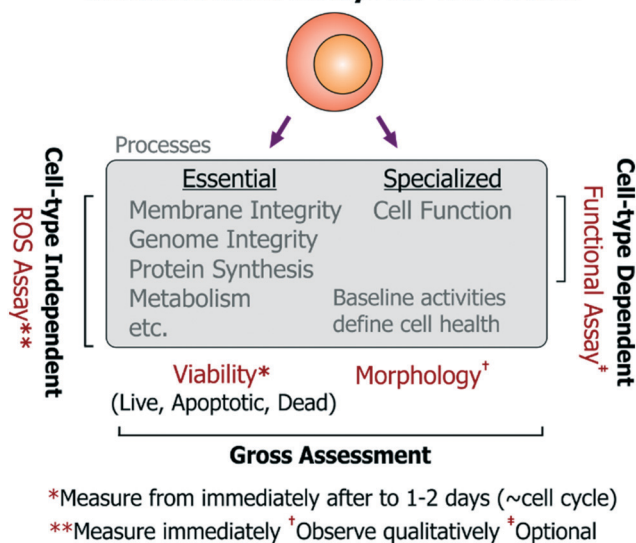 Processes
Essential
Specialized
Membrane Integrity
Cell Function
Genome Integrity
Protein Synthesis
Metabolism
Baseline activities
etc.
define cell health
Cell-type Independent
ROS Assay**
Cell-type Dependent
Functional Assay‡
Viability*
Morphology†
(Live, Apoptotic, Dead)
Gross Assessment
*Measure from immediately after to 1-2 days (~cell cycle)
**Measure immediately †Observe qualitatively ‡Optional